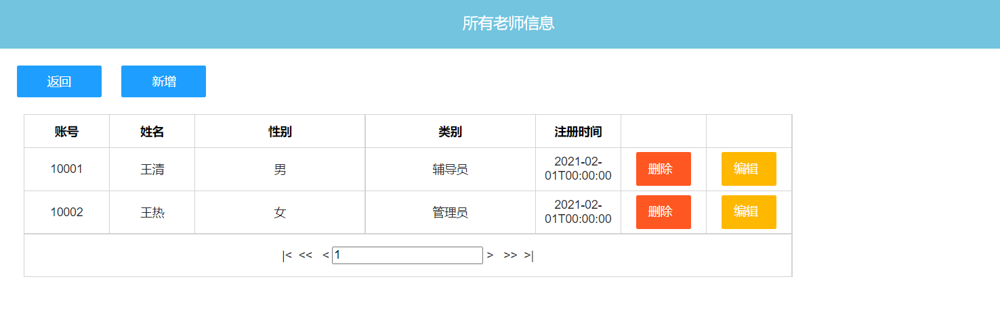 所有老师信息
返回 新增
账号 姓名 性别 类别 注册时间
10001 王清 男 辅导员 2021-02-
01T00:00:00 删除 编辑
10002 王热 女 管理员 2021-02-
01T00:00:00 删除 编辑
|< << < 1 > >> >|